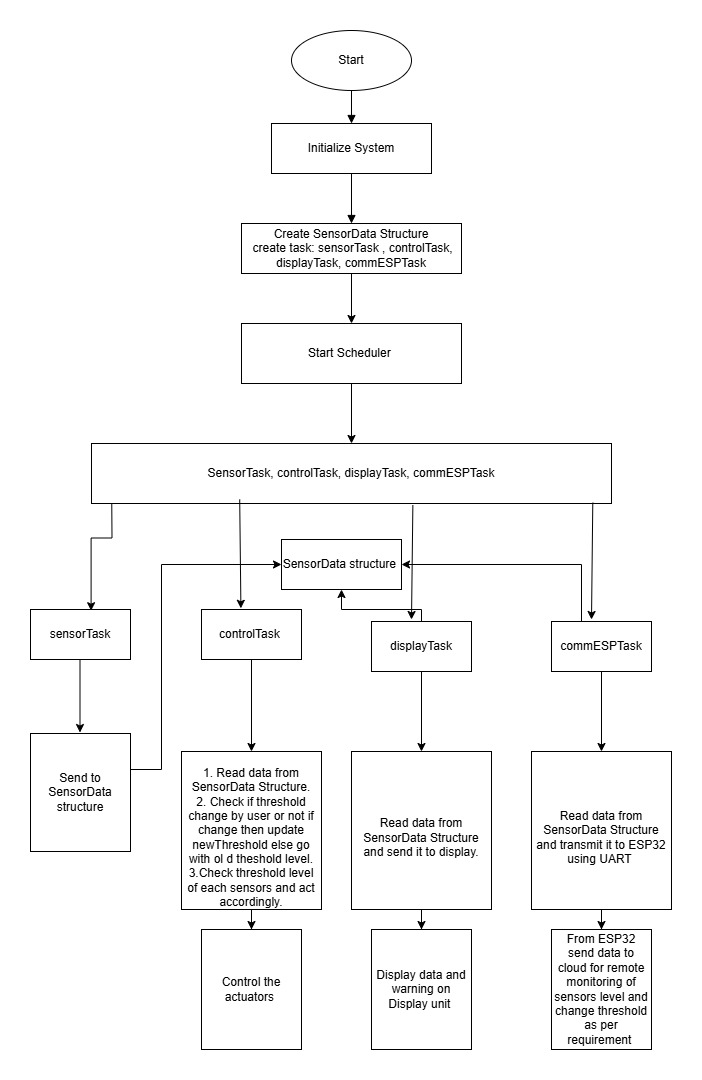 Start
Initialize System
Create SensorData Structure
create task: sensorTask , controlTask,
displayTask, commESPTask
Start Scheduler
SensorTask, controlTask, displayTask, commESPTask
SensorData structure
sensorTask
controlTask
displayTask
commESPTask
Send to
SensorData
structure
1. Read data from
SensorData Structure.
2. Check if threshold
change by user or not if
change then update
newThreshold else go
with ol d theshold level.
3.Check threshold level
of each sensors and act
accordingly.
Read data from
SensorData Structure
and send it to display.
Read data from
SensorData Structure
and transmit it to ESP32
using UART
Control the
actuators
Display data and
warning on
Display unit
From ESP32
send data to
cloud for remote
monitoring of
sensors level and
change threshold
as per
requirement